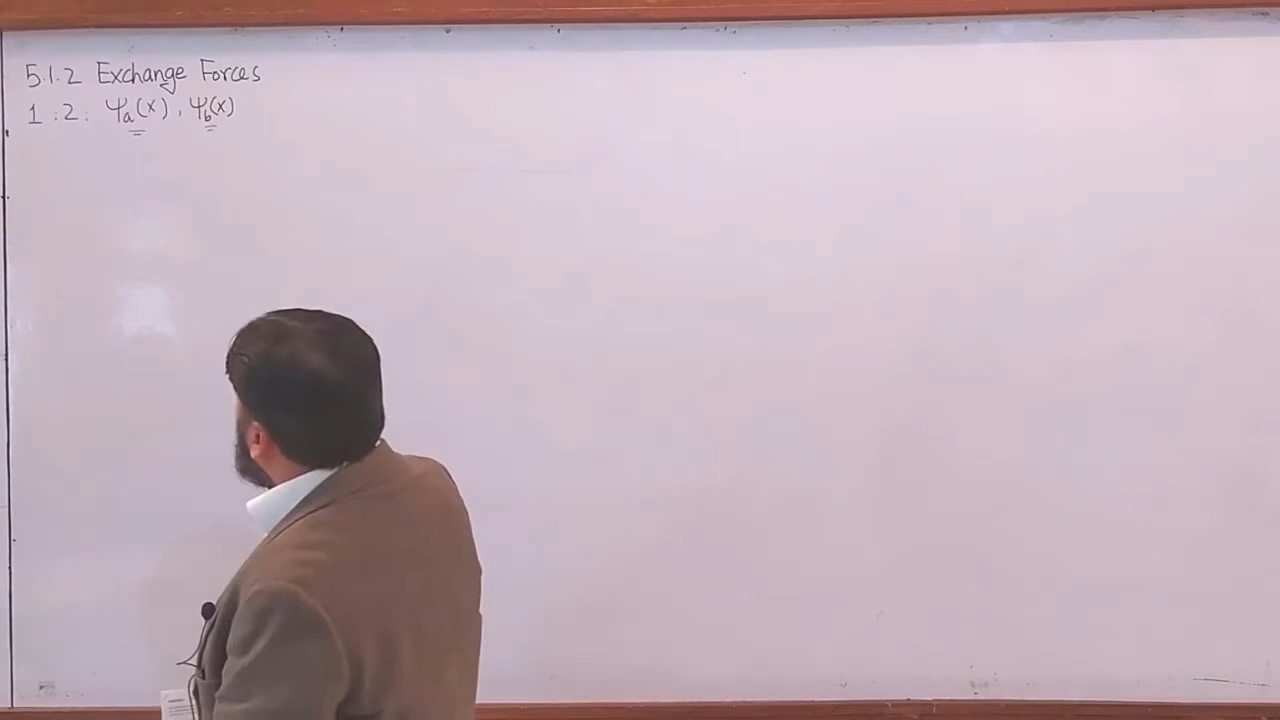 5.1.2 Exchange Forces
1 : 2 : Ψa(x) , Ψb(x)